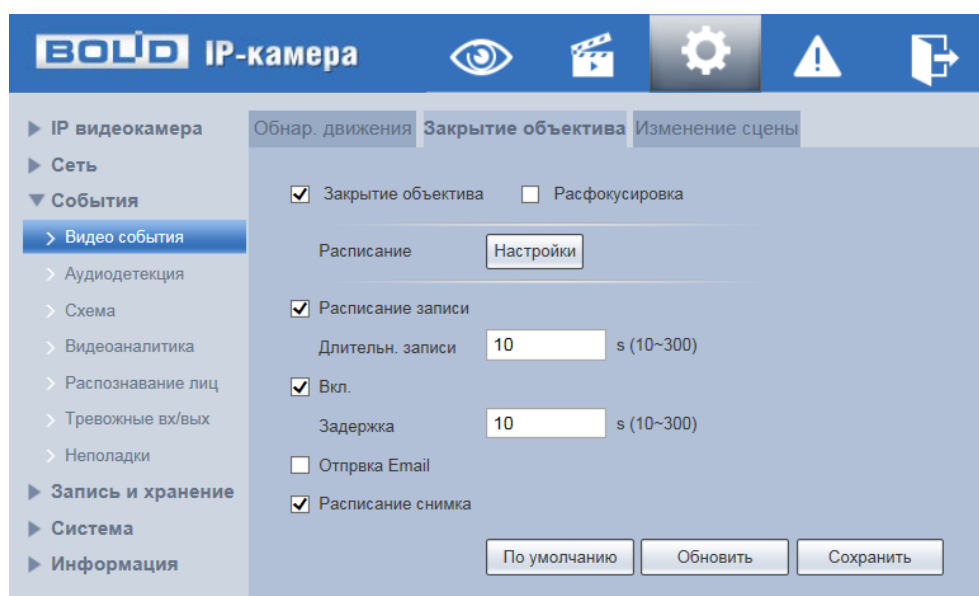 BOLID IP-камера
IP видеокамера
Сеть
События
Видео события
Аудиодетекция
Схема
Видеоаналитика
Распознавание лиц
Тревожные вх/вых
Неполадки
Запись и хранение
Система
Информация
Обнар. движения Закрытие объектива Изменение сцены
Закрытие объектива Расфокусировка
Расписание Настройки
Расписание записи
Длительн. записи 10 s (10~300)
Вкл.
Задержка 10 s (10~300)
Отпрвка Email
Расписание снимка
По умолчанию Обновить Сохранить